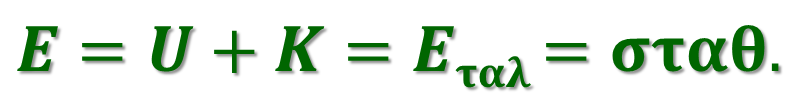 E = U + K = E_ταλ = σταθ.